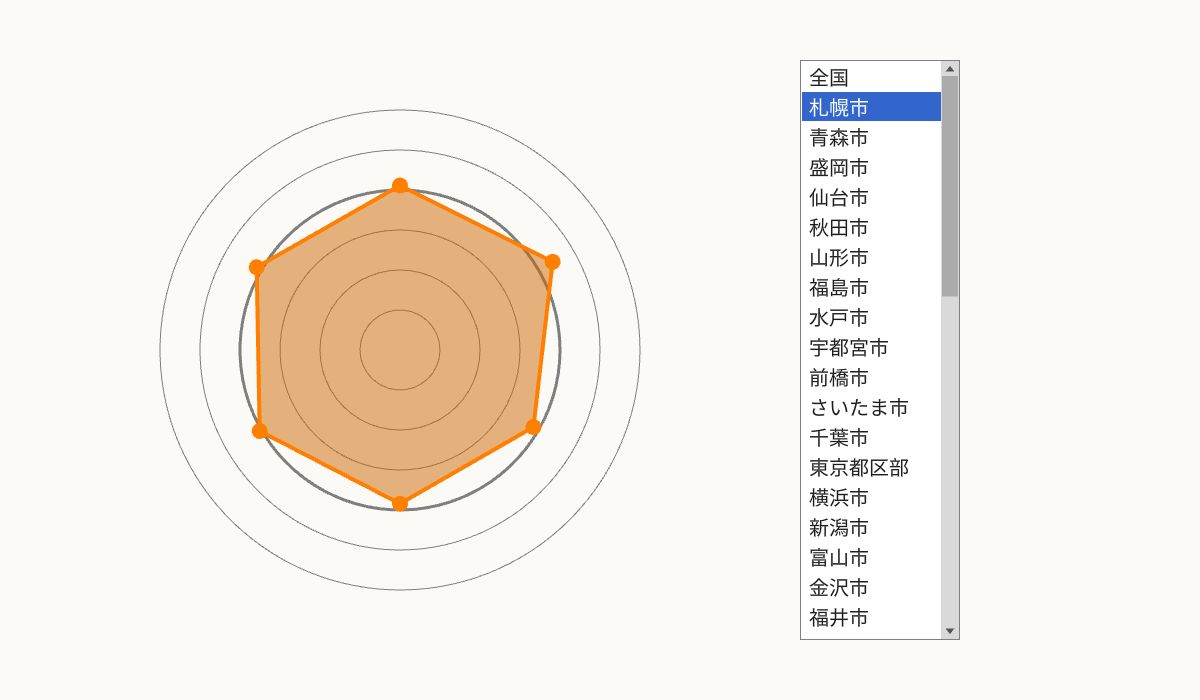 全国
札幌市
青森市
盛岡市
仙台市
秋田市
山形市
福島市
水戸市
宇都宮市
前橋市
さいたま市
千葉市
東京都区部
横浜市
新潟市
富山市
金沢市
福井市